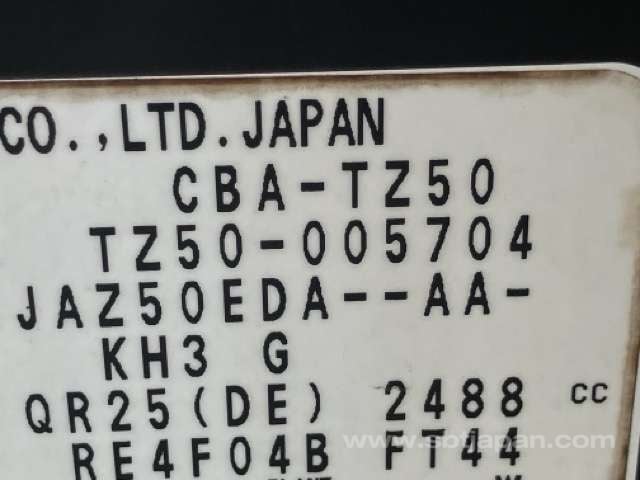 CO.,LTD.JAPAN
CBA-TZ50
TZ50-005704
JAZ50EDA--AA-
KH3 G
QR25(DE) 2488 cc
www.sbtjapan.com
RE4F04B FT44